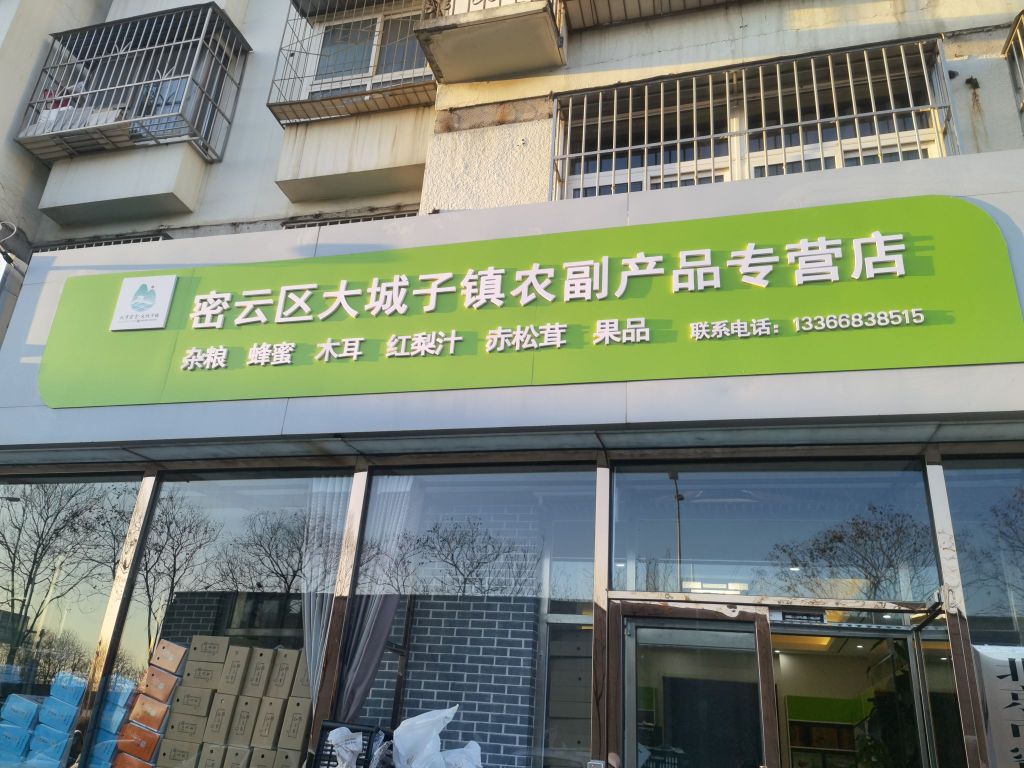 密云区大城子镇农副产品专营店
杂粮 蜂蜜 木耳 红梨汁 赤松茸 果品 联系电话：13366838515